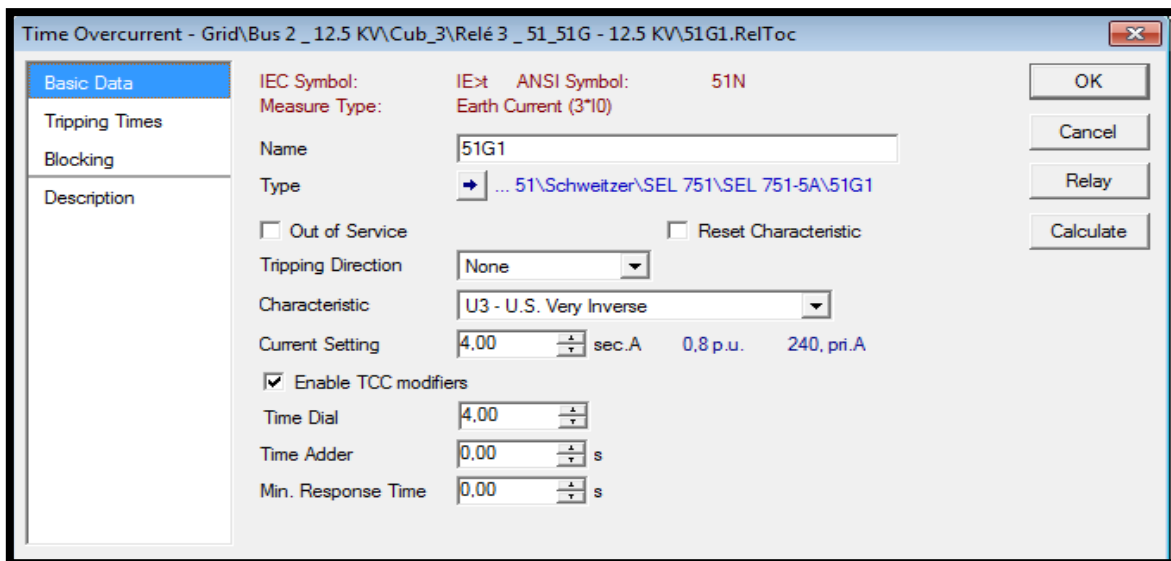 Time Overcurrent - Grid\Bus 2 _ 12.5 KV\Cub_3\Relé 3 _ 51_51G - 12.5 KV\51G1.RelToc
Basic Data
Tripping Times
Blocking
Description
IEC Symbol: IE>t ANSI Symbol: 51N
Measure Type: Earth Current (3*I0)
Name 51G1
Type ... 51\Schweitzer\SEL 751\SEL 751-5A\51G1
Out of Service Reset Characteristic
Tripping Direction None
Characteristic U3 - U.S. Very Inverse
Current Setting 4,00 sec.A 0,8 p.u. 240, pri.A
Enable TCC modifiers
Time Dial 4,00
Time Adder 0,00 s
Min. Response Time 0,00 s
OK
Cancel
Relay
Calculate